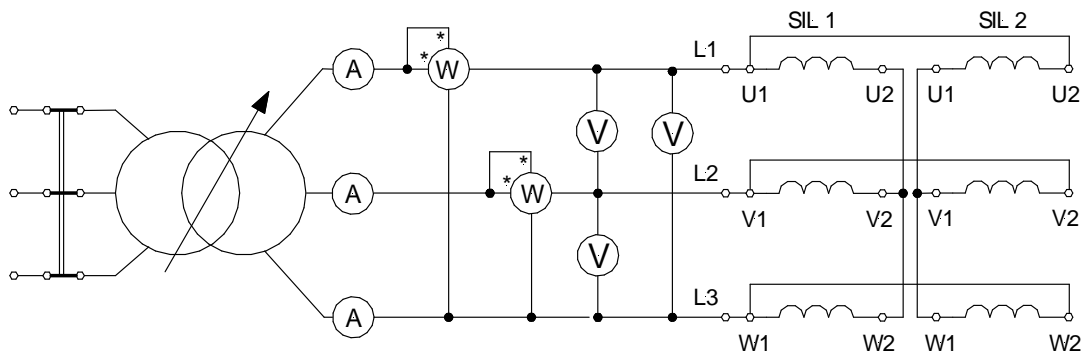 SIL 1 SIL 2
L1
A * * W
U1 U2 U1 U2
V V
L2
A * * W
V1 V2 V1 V2
V
L3
A
W1 W2 W1 W2